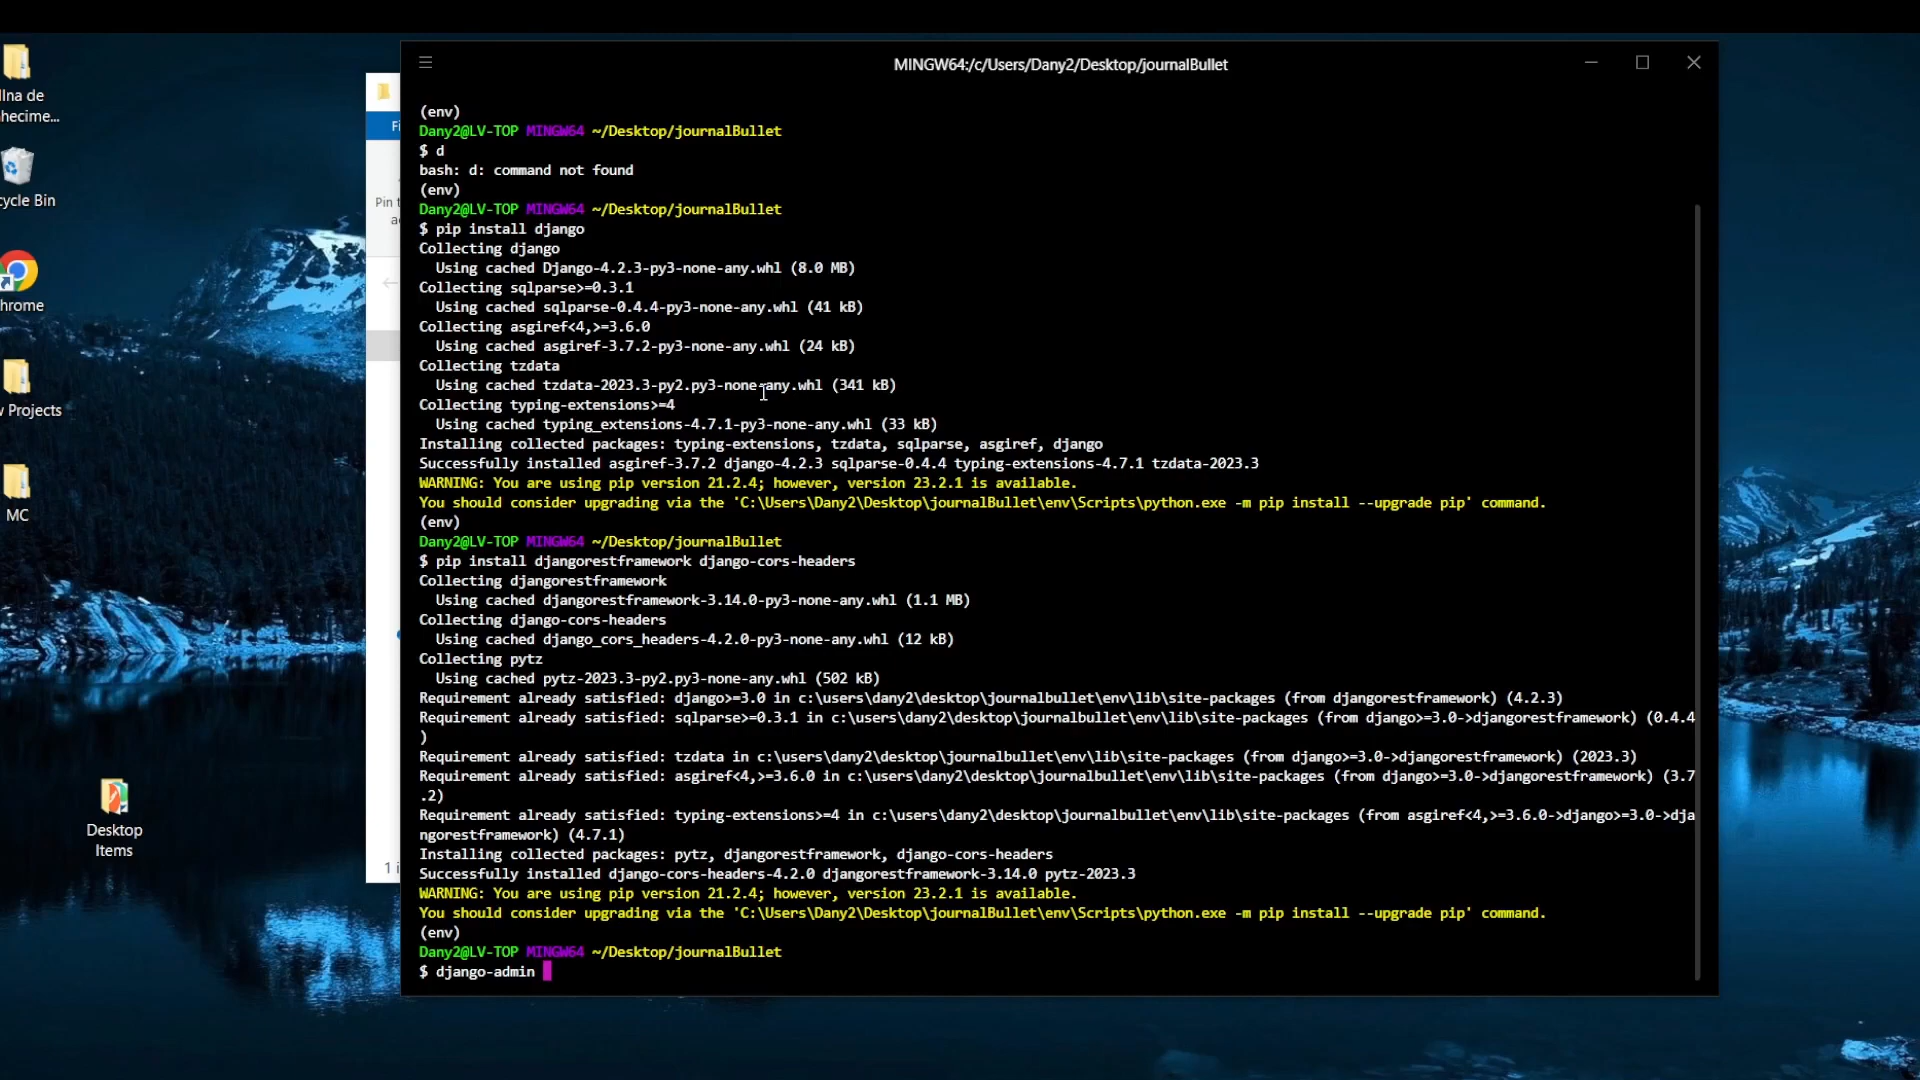 lna de
hecime...
cycle Bin
hrome
w Projects
MC
Desktop
Items
Fi
Pin t
a
1 i
MINGW64:/c/Users/Dany2/Desktop/journalBullet
(env)
Dany2@LV-TOP MINGW64 ~/Desktop/journalBullet
$ d
bash: d: command not found
(env)
Dany2@LV-TOP MINGW64 ~/Desktop/journalBullet
$ pip install django
Collecting django
Using cached Django-4.2.3-py3-none-any.whl (8.0 MB)
Collecting sqlparse>=0.3.1
Using cached sqlparse-0.4.4-py3-none-any.whl (41 kB)
Collecting asgiref<4,>=3.6.0
Using cached asgiref-3.7.2-py3-none-any.whl (24 kB)
Collecting tzdata
Using cached tzdata-2023.3-py2.py3-none-any.whl (341 kB)
Collecting typing-extensions>=4
Using cached typing_extensions-4.7.1-py3-none-any.whl (33 kB)
Installing collected packages: typing-extensions, tzdata, sqlparse, asgiref, django
Successfully installed asgiref-3.7.2 django-4.2.3 sqlparse-0.4.4 typing-extensions-4.7.1 tzdata-2023.3
WARNING: You are using pip version 21.2.4; however, version 23.2.1 is available.
You should consider upgrading via the 'C:\Users\Dany2\Desktop\journalBullet\env\Scripts\python.exe -m pip install --upgrade pip' command.
(env)
Dany2@LV-TOP MINGW64 ~/Desktop/journalBullet
$ pip install djangorestframework django-cors-headers
Collecting djangorestframework
Using cached djangorestframework-3.14.0-py3-none-any.whl (1.1 MB)
Collecting django-cors-headers
Using cached django_cors_headers-4.2.0-py3-none-any.whl (12 kB)
Collecting pytz
Using cached pytz-2023.3-py2.py3-none-any.whl (502 kB)
Requirement already satisfied: django>=3.0 in c:\users\dany2\desktop\journalbullet\env\lib\site-packages (from djangorestframework) (4.2.3)
Requirement already satisfied: sqlparse>=0.3.1 in c:\users\dany2\desktop\journalbullet\env\lib\site-packages (from django>=3.0->djangorestframework) (0.4.4
)
Requirement already satisfied: tzdata in c:\users\dany2\desktop\journalbullet\env\lib\site-packages (from django>=3.0->djangorestframework) (2023.3)
Requirement already satisfied: asgiref<4,>=3.6.0 in c:\users\dany2\desktop\journalbullet\env\lib\site-packages (from django>=3.0->djangorestframework) (3.7
.2)
Requirement already satisfied: typing-extensions>=4 in c:\users\dany2\desktop\journalbullet\env\lib\site-packages (from asgiref<4,>=3.6.0->django>=3.0->dja
ngorestframework) (4.7.1)
Installing collected packages: pytz, djangorestframework, django-cors-headers
Successfully installed django-cors-headers-4.2.0 djangorestframework-3.14.0 pytz-2023.3
WARNING: You are using pip version 21.2.4; however, version 23.2.1 is available.
You should consider upgrading via the 'C:\Users\Dany2\Desktop\journalBullet\env\Scripts\python.exe -m pip install --upgrade pip' command.
(env)
Dany2@LV-TOP MINGW64 ~/Desktop/journalBullet
$ django-admin